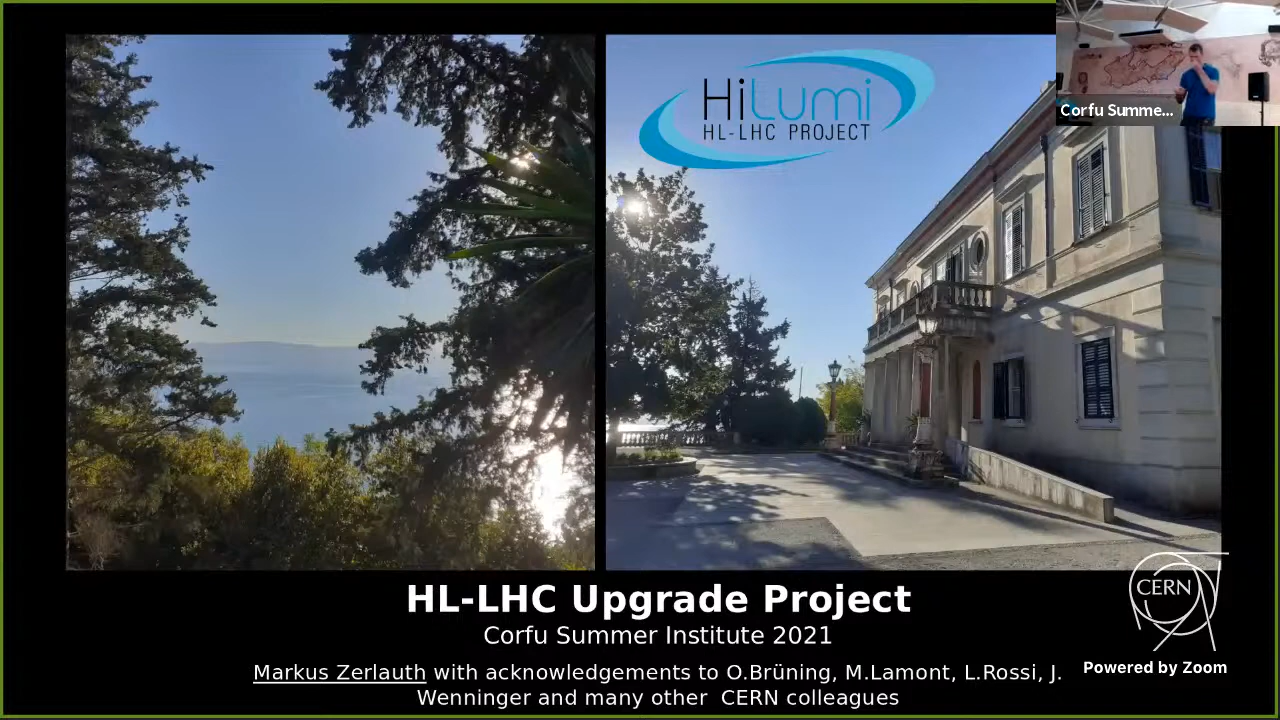 HiLumi
HL-LHC PROJECT
Corfu Summe...
HL-LHC Upgrade Project
Corfu Summer Institute 2021
Markus Zerlauth with acknowledgements to O.Brüning, M.Lamont, L.Rossi, J.
Wenninger and many other CERN colleagues
CERN
Powered by Zoom